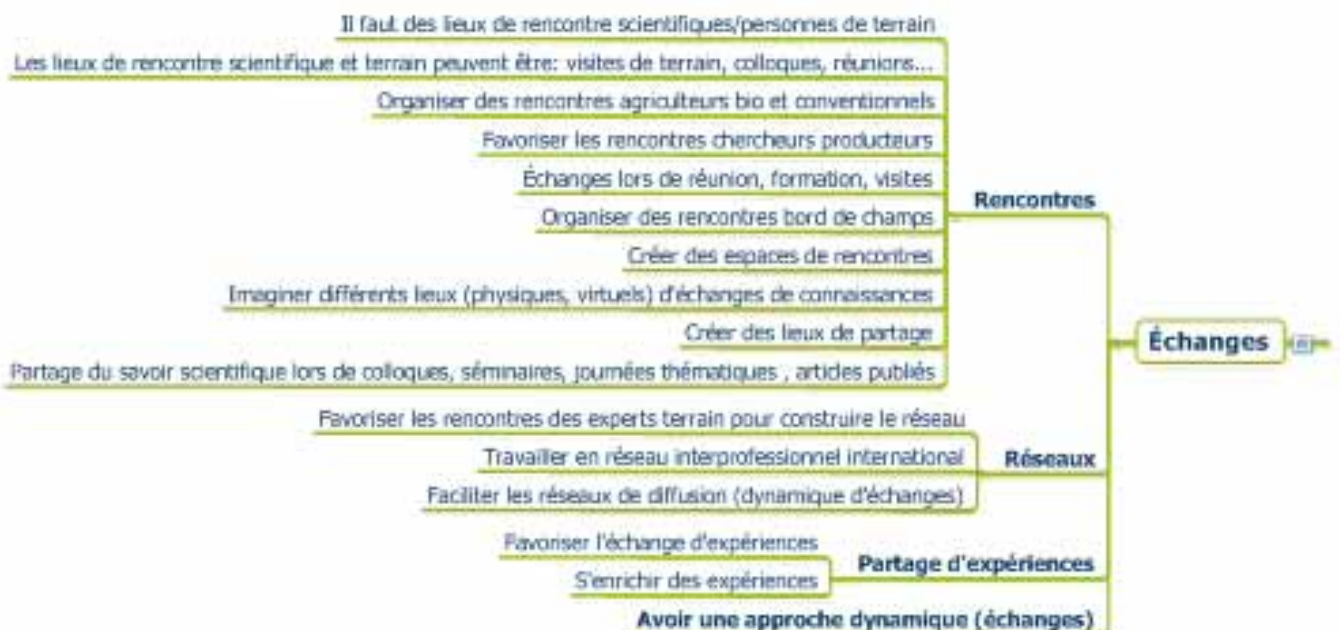 Il faut des lieux de rencontre scientifiques/personnes de terrain
Les lieux de rencontre scientifique et terrain peuvent être: visites de terrain, colloques, réunions...
Organiser des rencontres agriculteurs bio et conventionnels
Favoriser les rencontres chercheurs producteurs
Échanges lors de réunion, formation, visites
Rencontres
Organiser des rencontres bord de champs
Créer des espaces de rencontres
Imaginer différents lieux (physiques, virtuels) d'échanges de connaissances
Créer des lieux de partage
Échanges
Partage du savoir scientifique lors de colloques, séminaires, journées thématiques , articles publiés
Favoriser les rencontres des experts terrain pour construire le réseau
Travailler en réseau interprofessionnel international
Réseaux
Faciliter les réseaux de diffusion (dynamique d'échanges)
Favoriser l'échange d'expériences
Partage d'expériences
S'enrichir des expériences
Avoir une approche dynamique (échanges)